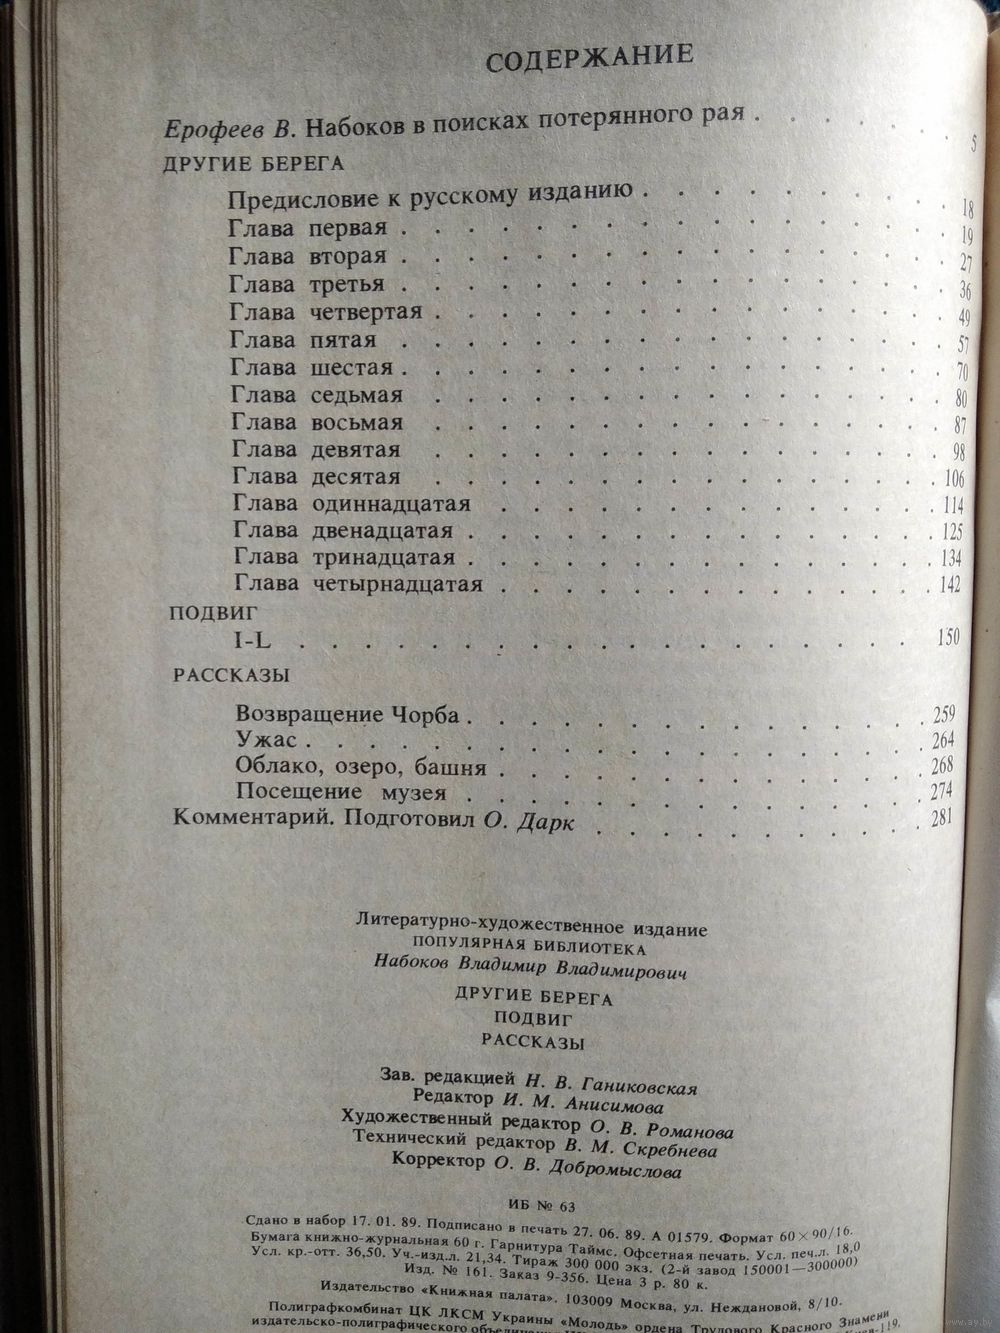 СОДЕРЖАНИЕ
Ерофеев В. Набоков в поисках потерянного рая . . . . . . . 5
ДРУГИЕ БЕРЕГА
Предисловие к русскому изданию . . . . . . . . . 18
Глава первая . . . . . . . . . . . . . . . . . 19
Глава вторая . . . . . . . . . . . . . . . . . 27
Глава третья . . . . . . . . . . . . . . . . . 36
Глава четвертая . . . . . . . . . . . . . . . . 49
Глава пятая . . . . . . . . . . . . . . . . . 57
Глава шестая . . . . . . . . . . . . . . . . . 70
Глава седьмая . . . . . . . . . . . . . . . . 80
Глава восьмая . . . . . . . . . . . . . . . . 87
Глава девятая . . . . . . . . . . . . . . . . 98
Глава десятая . . . . . . . . . . . . . . . . 106
Глава одиннадцатая . . . . . . . . . . . . . . 114
Глава двенадцатая . . . . . . . . . . . . . . . 125
Глава тринадцатая . . . . . . . . . . . . . . . 134
Глава четырнадцатая . . . . . . . . . . . . . . 142
ПОДВИГ
I-L . . . . . . . . . . . . . . . . . . . 150
РАССКАЗЫ
Возвращение Чорба . . . . . . . . . . . . . . . 259
Ужас . . . . . . . . . . . . . . . . . . . . 264
Облако, озеро, башня . . . . . . . . . . . . . . 268
Посещение музея . . . . . . . . . . . . . . . 274
Комментарий. Подготовил О. Дарк . . . . . . . . . . 281
Литературно-художественное издание
ПОПУЛЯРНАЯ БИБЛИОТЕКА
Набоков Владимир Владимирович
ДРУГИЕ БЕРЕГА
ПОДВИГ
РАССКАЗЫ
Зав. редакцией Н. В. Ганиковская
Редактор И. М. Анисимова
Художественный редактор О. В. Романова
Технический редактор В. М. Скребнева
Корректор О. В. Добромыслова
ИБ № 63
Сдано в набор 17. 01. 89. Подписано в печать 27. 06. 89. А 01579. Формат 60×90/16.
Бумага книжно-журнальная 60 г. Гарнитура Таймс. Офсетная печать. Усл. печ.л. 18,0
Усл. кр.-отт. 36,50. Уч.-изд.л. 21,34. Тираж 300 000 экз. (2-й завод 150001—300000)
Изд. № 161. Заказ 9-356. Цена 3 р. 80 к.
Издательство «Книжная палата». 103009 Москва, ул. Неждановой, 8/10.
Полиграфкомбинат ЦК ЛКСМ Украины «Молодь» ордена Трудового Красного Знамени
издательско-полиграфического
www.ay.by